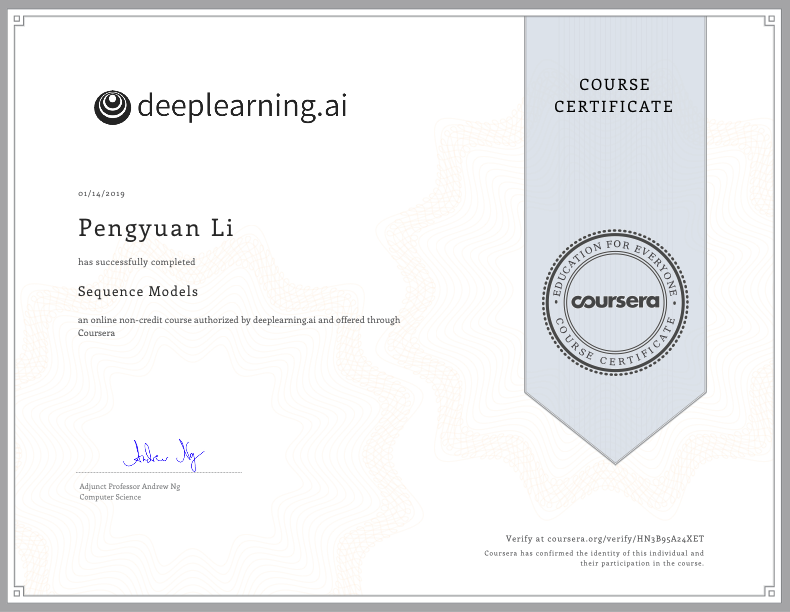 deeplearning.ai
COURSE
CERTIFICATE
01/14/2019
Pengyuan Li
has successfully completed
Sequence Models
an online non-credit course authorized by deeplearning.ai and offered through
Coursera
EDUCATION FOR EVERYONE
coursera
COURSE CERTIFICATE
Andrew Ng
Adjunct Professor Andrew Ng
Computer Science
Verify at coursera.org/verify/HN3B95A24XET
Coursera has confirmed the identity of this individual and
their participation in the course.